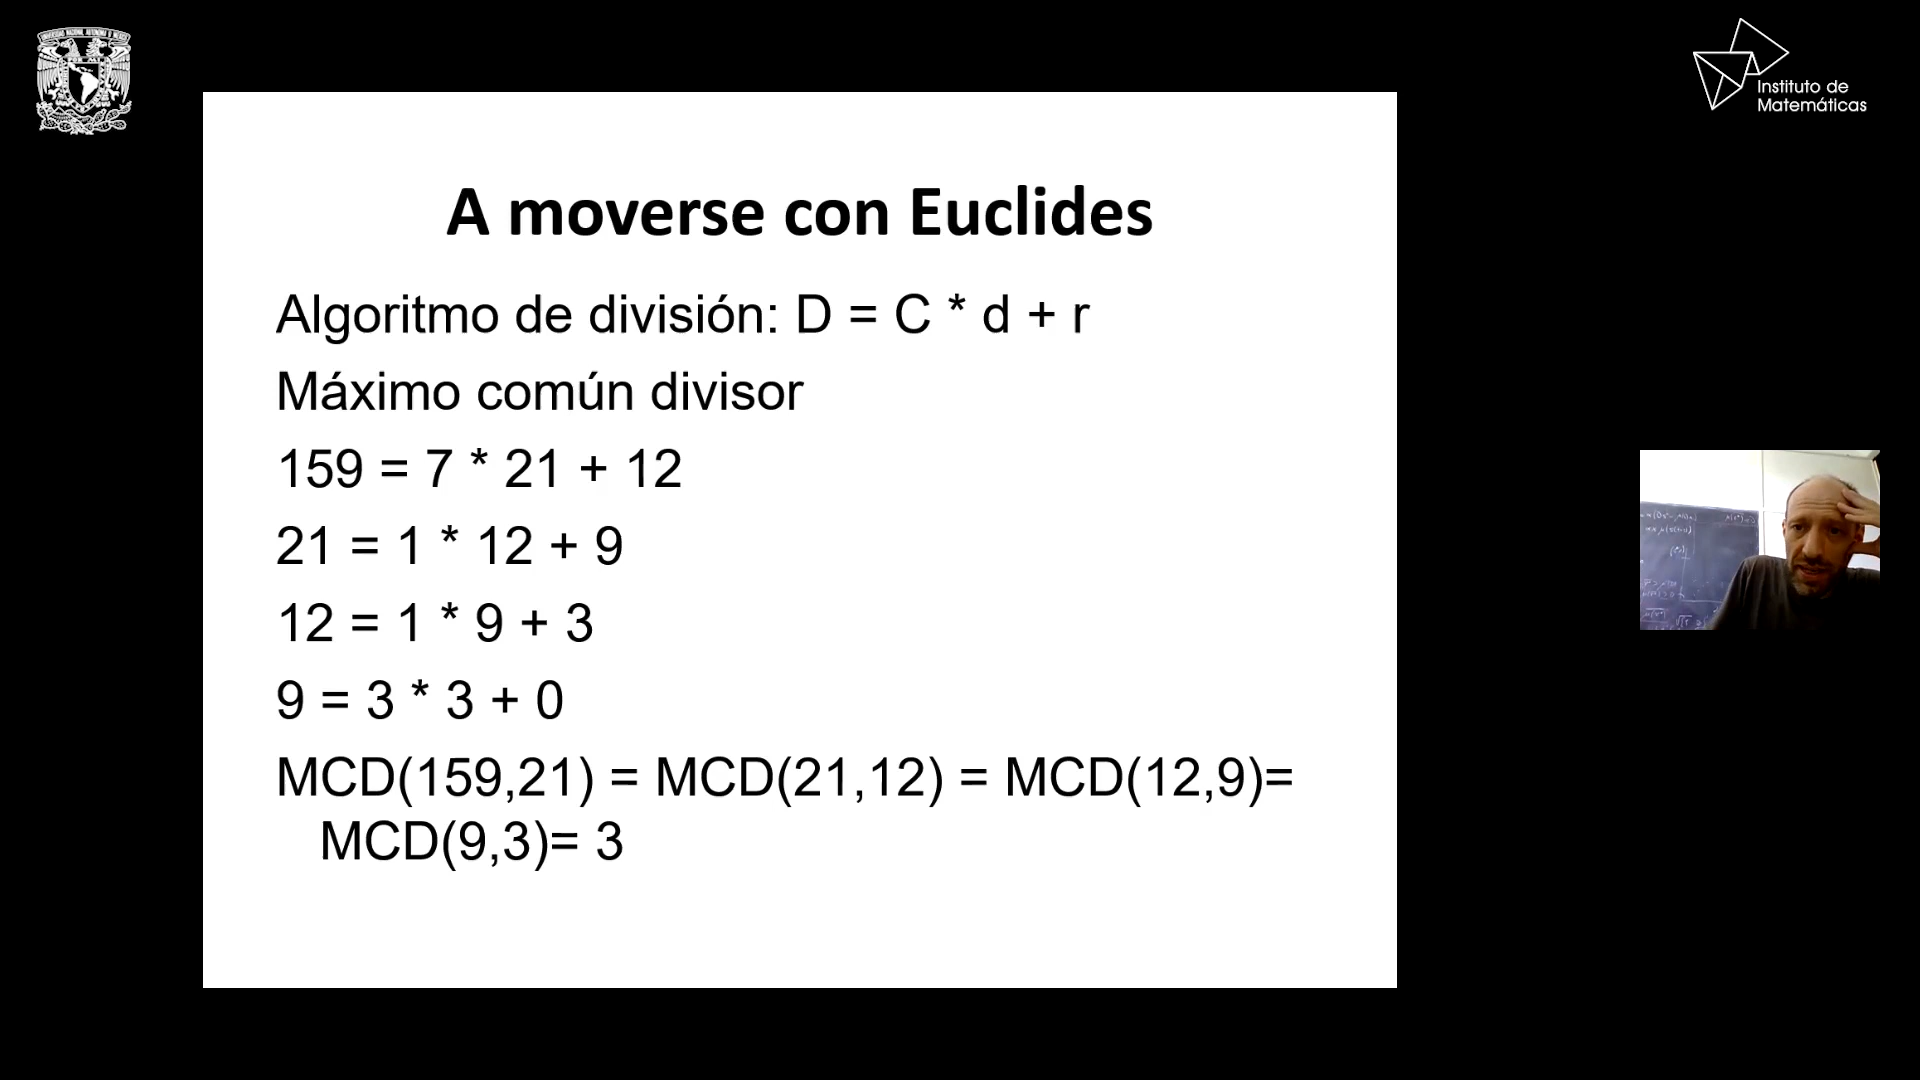 Instituto de
Matemáticas
A moverse con Euclides
Algoritmo de división: D = C * d + r
Máximo común divisor
159 = 7 * 21 + 12
21 = 1 * 12 + 9
12 = 1 * 9 + 3
9 = 3 * 3 + 0
MCD(159,21) = MCD(21,12) = MCD(12,9)=
MCD(9,3)= 3